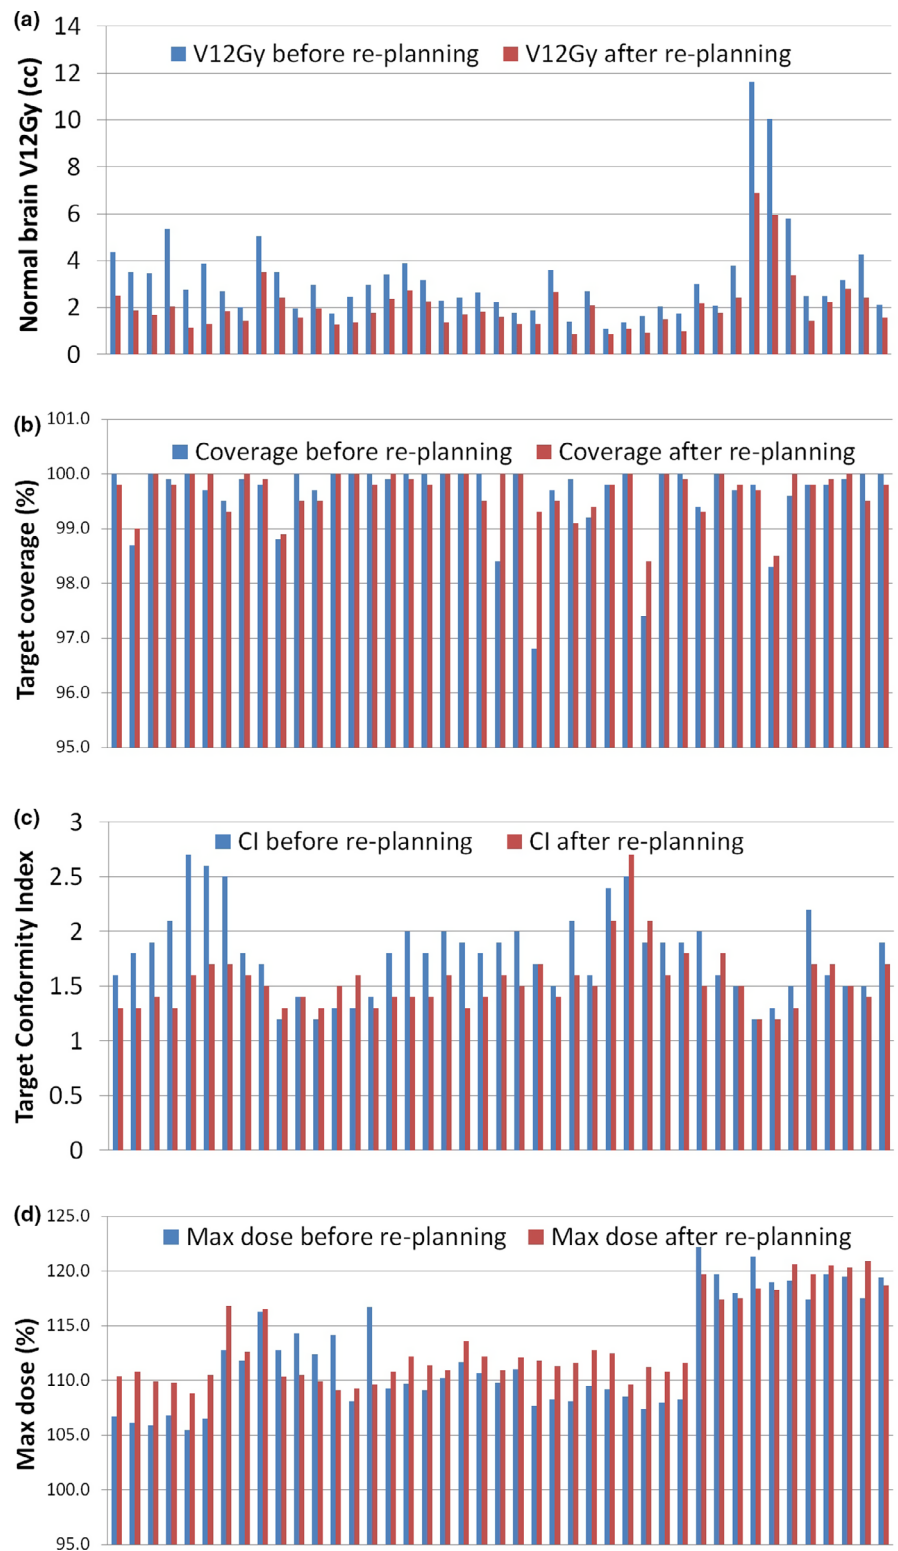 (a)
Normal brain V12Gy (cc)
14
12
10
8
6
4
2
0
V12Gy before re-planning V12Gy after re-planning
(b)
Target coverage (%)
101.0
100.0
99.0
98.0
97.0
96.0
95.0
Coverage before re-planning Coverage after re-planning
(c)
Target Conformity Index
3
2.5
2
1.5
1
0.5
0
CI before re-planning CI after re-planning
(d)
Max dose (%)
125.0
120.0
115.0
110.0
105.0
100.0
95.0
Max dose before re-planning Max dose after re-planning